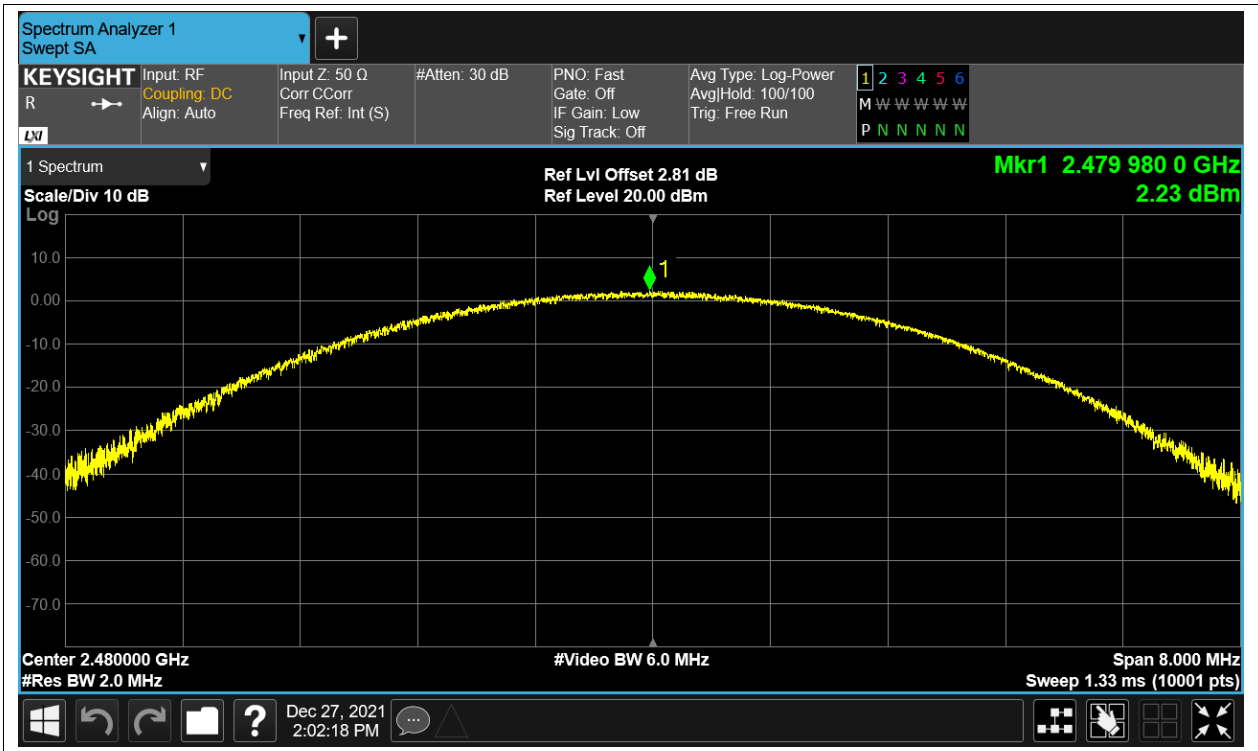 Spectrum Analyzer 1
Swept SA
+
KEYSIGHT
R
LXI
Input: RF
Coupling: DC
Align: Auto
Input Z: 50 Ω
Corr CCorr
Freq Ref: Int (S)
#Atten: 30 dB
PNO: Fast
Gate: Off
IF Gain: Low
Sig Track: Off
Avg Type: Log-Power
Avg|Hold: 100/100
Trig: Free Run
1 2 3 4 5 6
M W W W W W
P N N N N N
1 Spectrum
Scale/Div 10 dB
Log
Ref Lvl Offset 2.81 dB
Ref Level 20.00 dBm
Mkr1 2.479 980 0 GHz
2.23 dBm
1
10.0
0.00
-10.0
-20.0
-30.0
-40.0
-50.0
-60.0
-70.0
Center 2.480000 GHz
#Res BW 2.0 MHz
#Video BW 6.0 MHz
Span 8.000 MHz
Sweep 1.33 ms (10001 pts)
?
Dec 27, 2021
2:02:18 PM